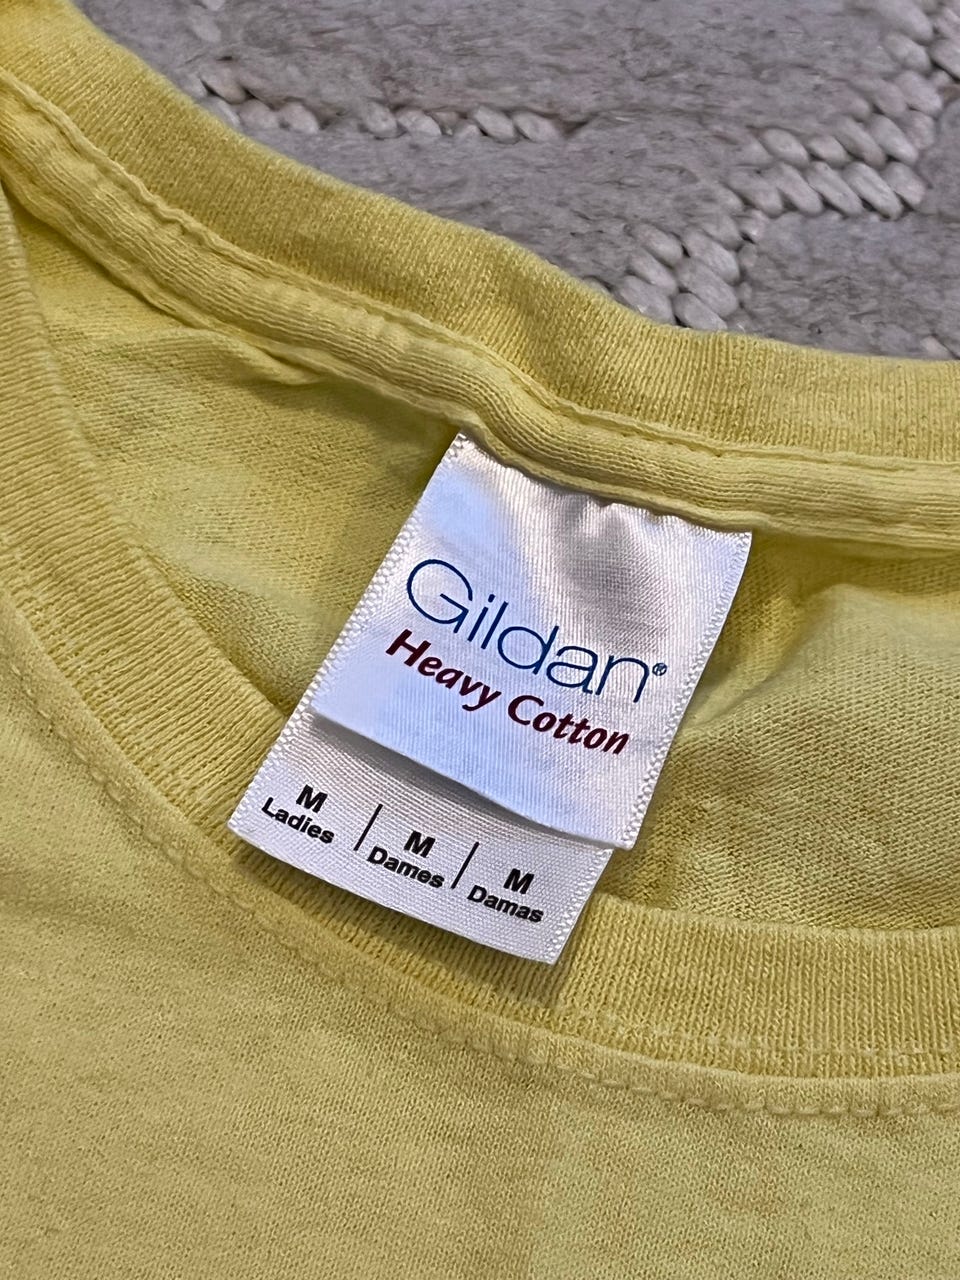 Gildan®
Heavy Cotton
M | M | M
Ladies | Dames | Damas